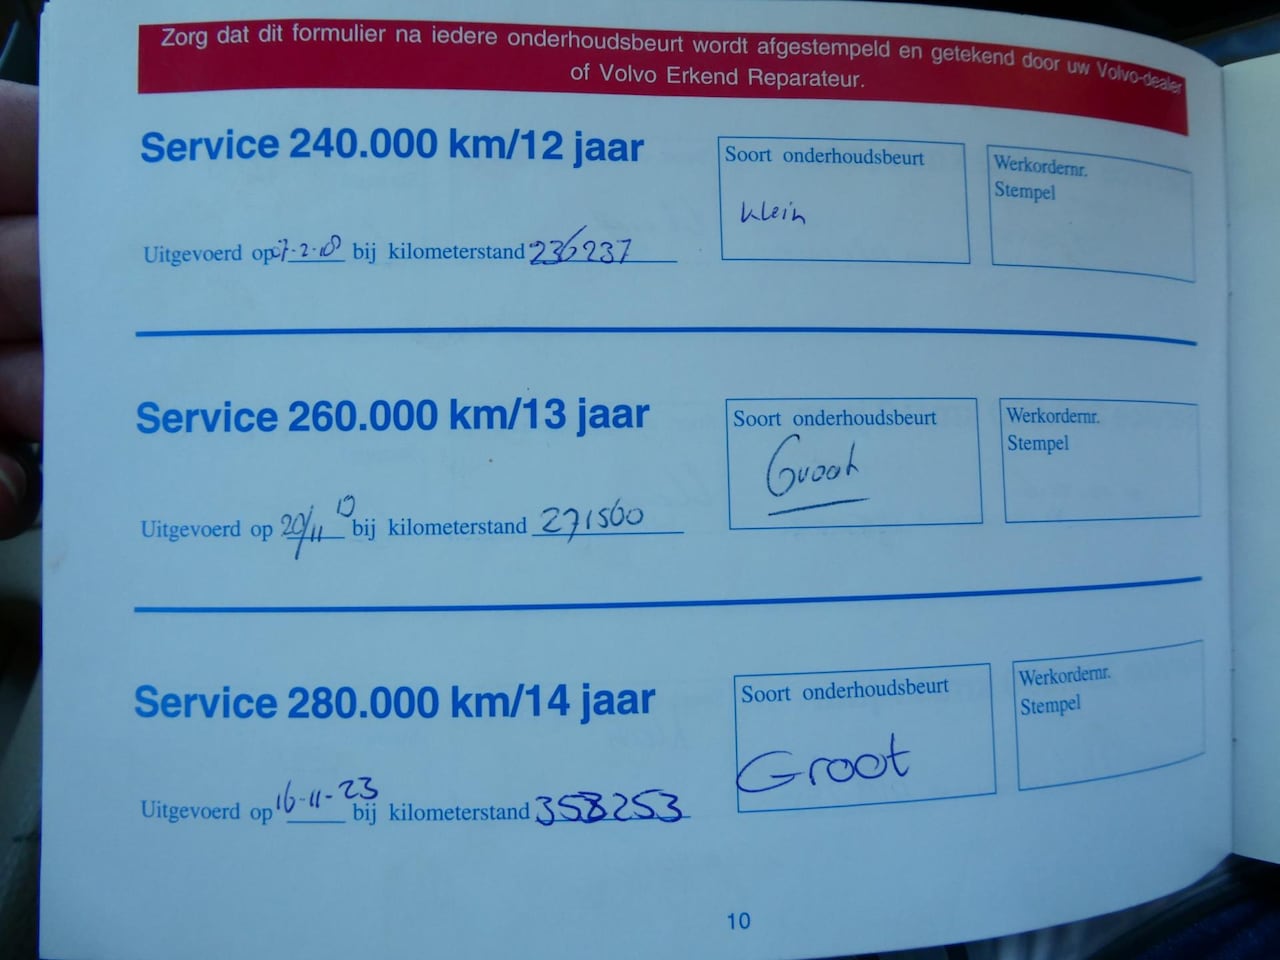 Zorg dat dit formulier na iedere onderhoudsbeurt wordt afgestempeld en getekend door uw Volvo-dealer
of Volvo Erkend Reparateur.
Service 240.000 km/12 jaar
Soort onderhoudsbeurt
Klein
Werkordernr.
Stempel
Uitgevoerd op 7-2-18 bij kilometerstand 236237
Service 260.000 km/13 jaar
Soort onderhoudsbeurt
Groot
Werkordernr.
Stempel
Uitgevoerd op 20/11 19 bij kilometerstand 271560
Service 280.000 km/14 jaar
Soort onderhoudsbeurt
Groot
Werkordernr.
Stempel
Uitgevoerd op 16-11-23 bij kilometerstand 358253
10